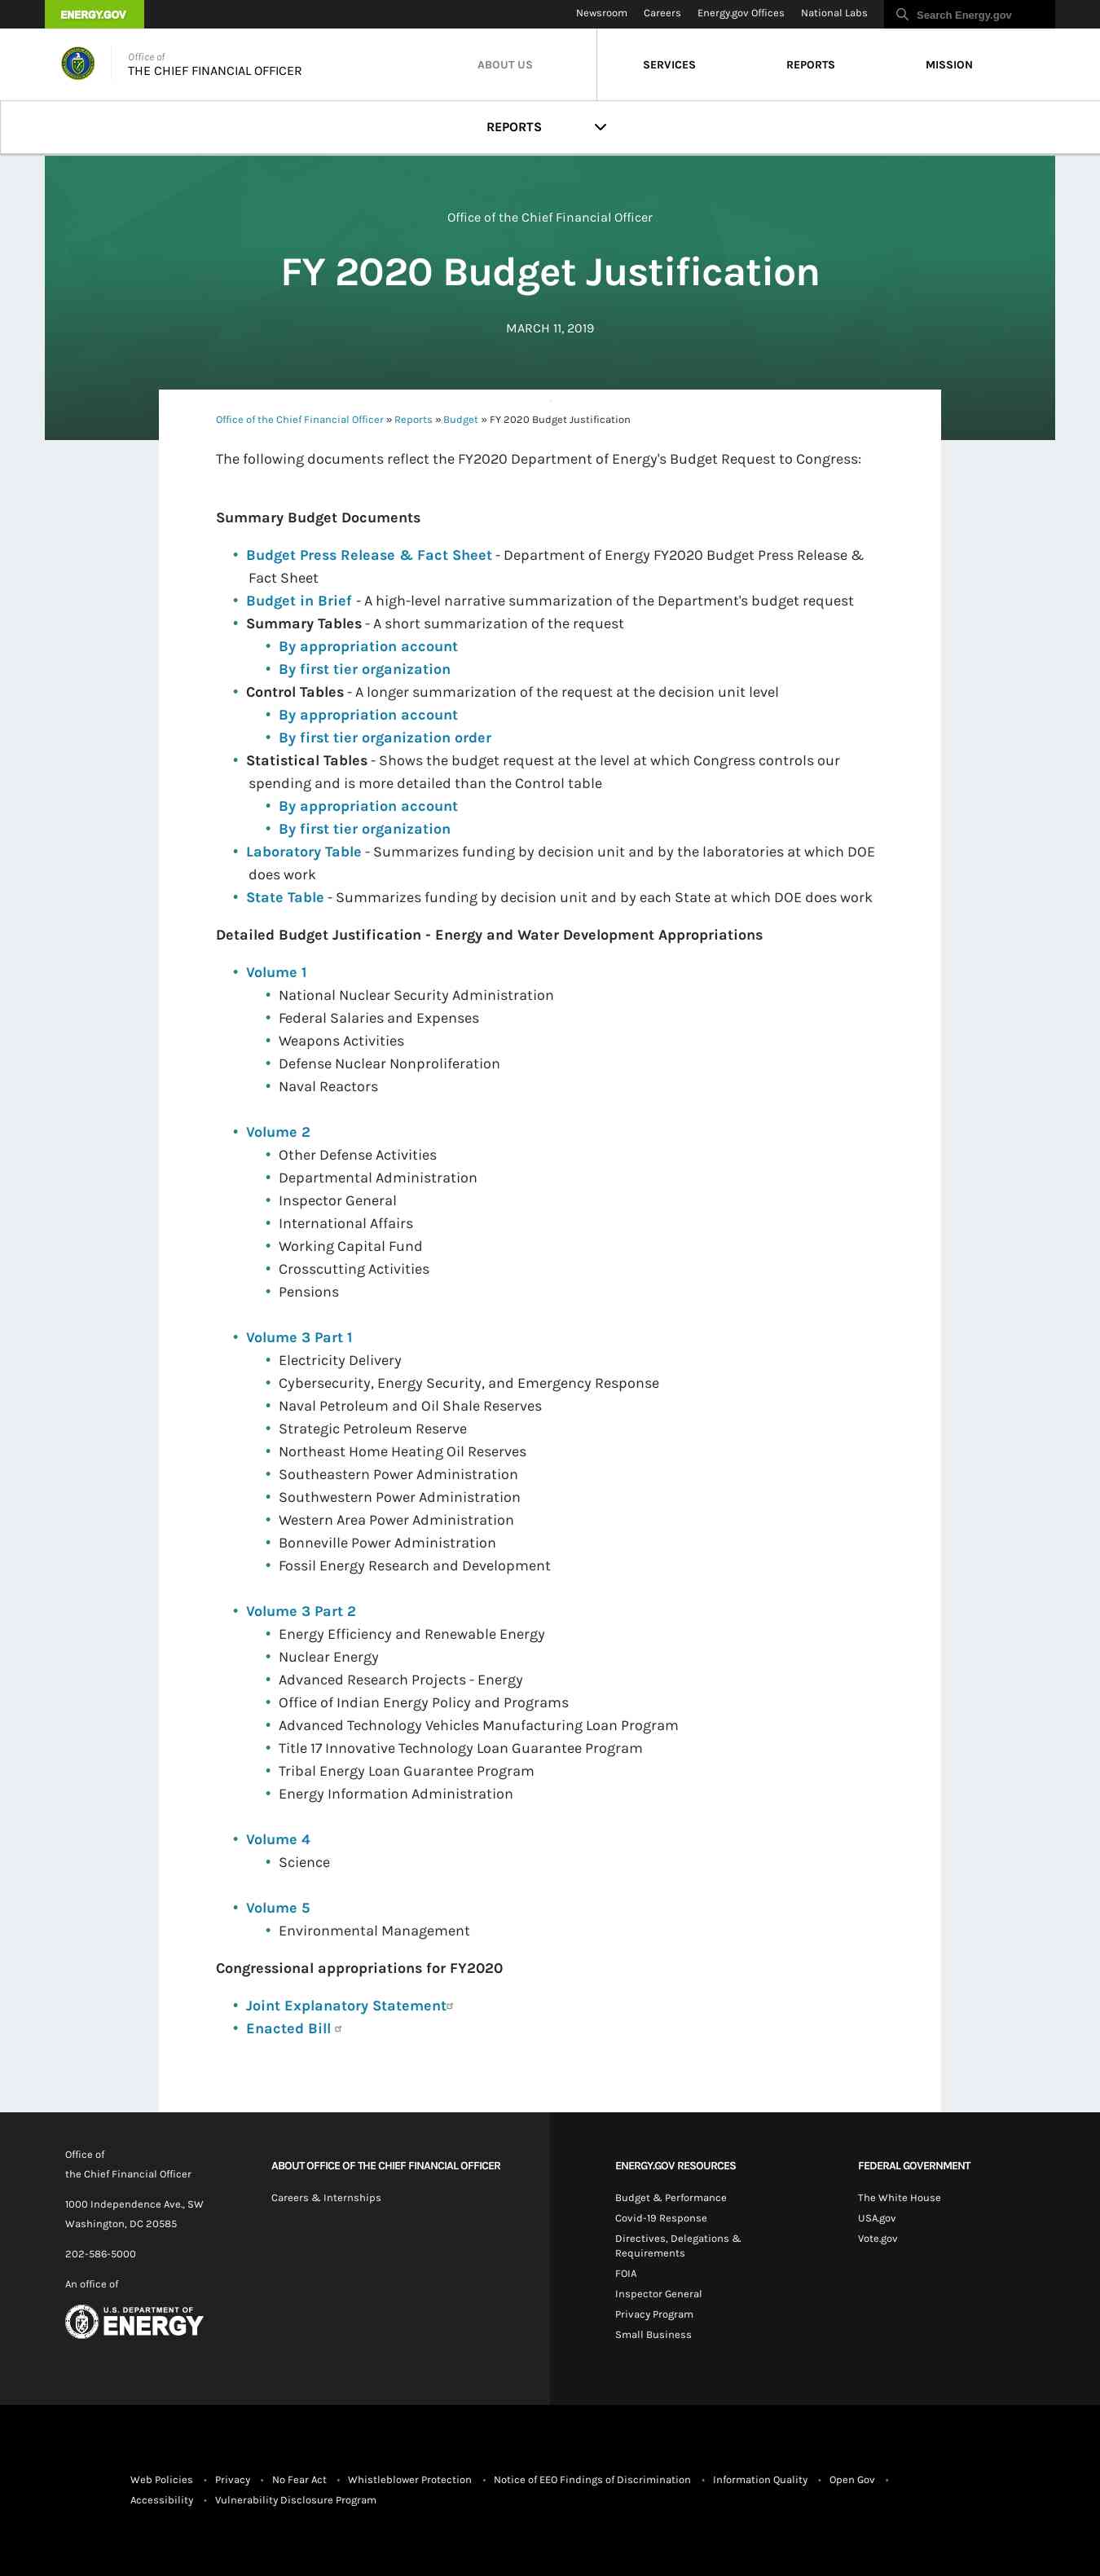 ENERGY.GOV
Newsroom Careers Energy.gov Offices National Labs Search Energy.gov
Office of
THE CHIEF FINANCIAL OFFICER
ABOUT US SERVICES REPORTS MISSION
REPORTS
Office of the Chief Financial Officer
FY 2020 Budget Justification
MARCH 11, 2019
Office of the Chief Financial Officer » Reports » Budget » FY 2020 Budget Justification
The following documents reflect the FY2020 Department of Energy's Budget Request to Congress:
Summary Budget Documents
• Budget Press Release & Fact Sheet - Department of Energy FY2020 Budget Press Release &
Fact Sheet
• Budget in Brief - A high-level narrative summarization of the Department's budget request
• Summary Tables - A short summarization of the request
• By appropriation account
• By first tier organization
• Control Tables - A longer summarization of the request at the decision unit level
• By appropriation account
• By first tier organization order
• Statistical Tables - Shows the budget request at the level at which Congress controls our
spending and is more detailed than the Control table
• By appropriation account
• By first tier organization
• Laboratory Table - Summarizes funding by decision unit and by the laboratories at which DOE
does work
• State Table - Summarizes funding by decision unit and by each State at which DOE does work
Detailed Budget Justification - Energy and Water Development Appropriations
• Volume 1
• National Nuclear Security Administration
• Federal Salaries and Expenses
• Weapons Activities
• Defense Nuclear Nonproliferation
• Naval Reactors
• Volume 2
• Other Defense Activities
• Departmental Administration
• Inspector General
• International Affairs
• Working Capital Fund
• Crosscutting Activities
• Pensions
• Volume 3 Part 1
• Electricity Delivery
• Cybersecurity, Energy Security, and Emergency Response
• Naval Petroleum and Oil Shale Reserves
• Strategic Petroleum Reserve
• Northeast Home Heating Oil Reserves
• Southeastern Power Administration
• Southwestern Power Administration
• Western Area Power Administration
• Bonneville Power Administration
• Fossil Energy Research and Development
• Volume 3 Part 2
• Energy Efficiency and Renewable Energy
• Nuclear Energy
• Advanced Research Projects - Energy
• Office of Indian Energy Policy and Programs
• Advanced Technology Vehicles Manufacturing Loan Program
• Title 17 Innovative Technology Loan Guarantee Program
• Tribal Energy Loan Guarantee Program
• Energy Information Administration
• Volume 4
• Science
• Volume 5
• Environmental Management
Congressional appropriations for FY2020
• Joint Explanatory Statement
• Enacted Bill
Office of
the Chief Financial Officer
1000 Independence Ave., SW
Washington, DC 20585
202-586-5000
An office of
U.S. DEPARTMENT OF
ENERGY
ABOUT OFFICE OF THE CHIEF FINANCIAL OFFICER
Careers & Internships
ENERGY.GOV RESOURCES
Budget & Performance
Covid-19 Response
Directives, Delegations &
Requirements
FOIA
Inspector General
Privacy Program
Small Business
FEDERAL GOVERNMENT
The White House
USA.gov
Vote.gov
Web Policies • Privacy • No Fear Act • Whistleblower Protection • Notice of EEO Findings of Discrimination • Information Quality • Open Gov •
Accessibility • Vulnerability Disclosure Program